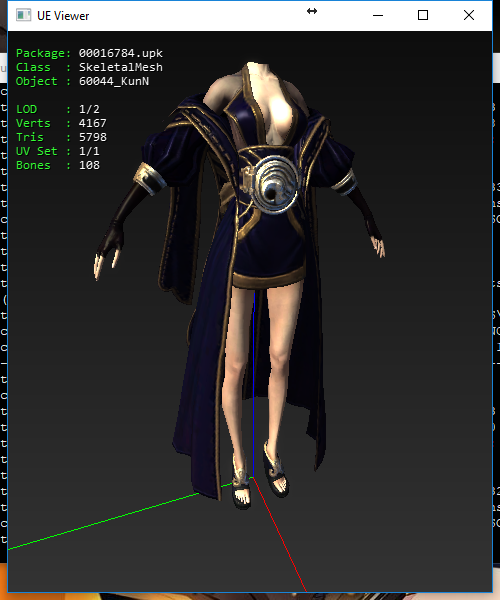 UE Viewer
Package: 00016784.upk
Class  : SkeletalMesh
Object : 60044_KunN
LOD    : 1/2
Verts  : 4167
Tris   : 5798
UV Set : 1/1
Bones  : 108